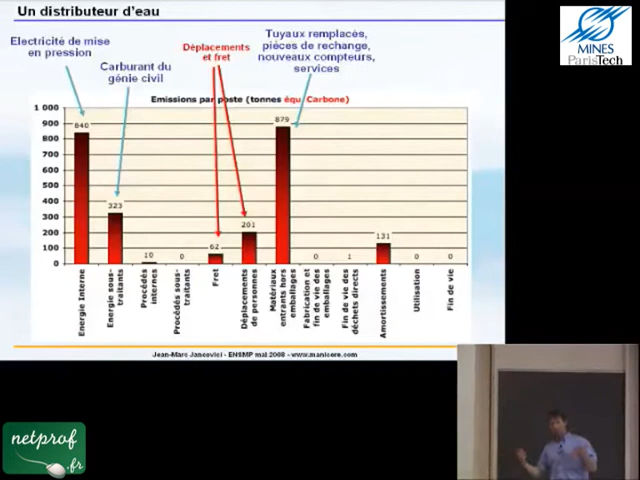 Un distributeur d'eau
Electricité de mise
en pression
Carburant du
génie civil
Déplacements
et fret
Tuyaux remplacés,
pièces de rechange,
nouveaux compteurs,
services
MINES
ParisTech
Emissions par poste (tonnes équ. Carbone)
1 000
900
800
700
600
500
400
300
200
100
0
840
323
10
0
62
201
879
0
1
131
0
0
Energie Interne
Energie sous-
traitants
Procédés
internes
Procédés sous-
traitants
Fret
Déplacements
de personnes
Matériaux
entrants hors
emballages
Fabrication et
fin de vie des
emballages
Fin de vie des
déchets directs
Amortissements
Utilisation
Fin de vie
Jean-Marc Jancovici - ENSMP mai 2008 - www.manicore.com
netprof
.fr